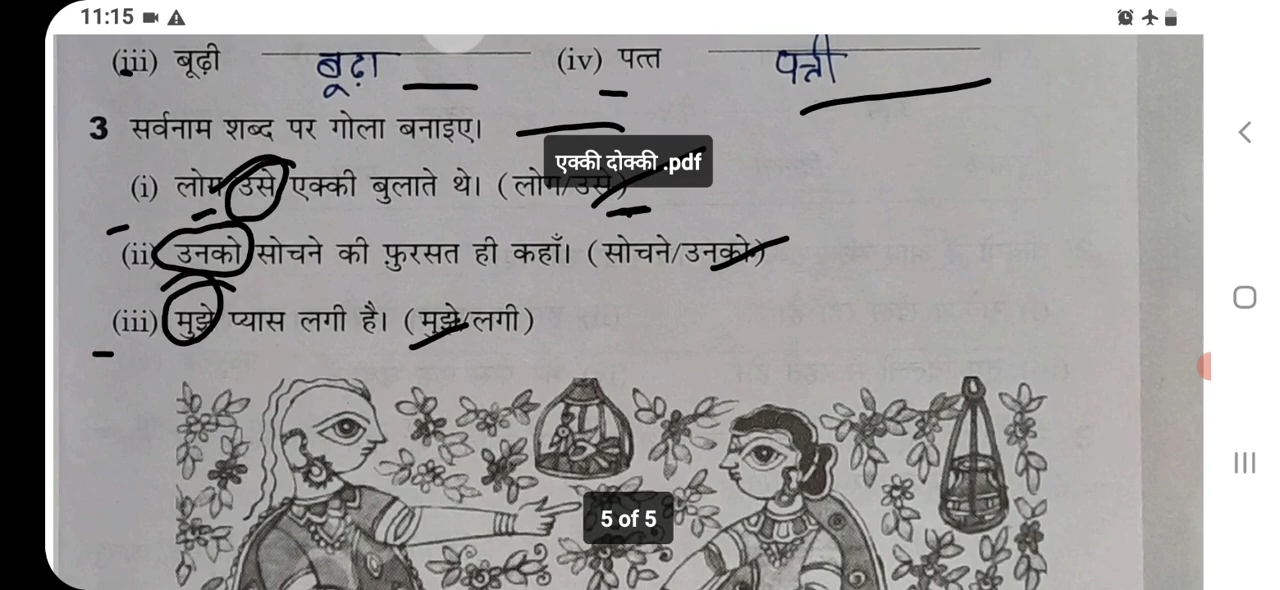 11:15
(iii) बूढ़ी बूढ़ा (iv) पत्त पत्ती
3 सर्वनाम शब्द पर गोला बनाइए।
एक्की दोक्की .pdf
(i) लोग उसे एक्की बुलाते थे। (लोग/उसे)
(ii) उनको सोचने की फ़ुरसत ही कहाँ। (सोचने/उनको)
(iii) मुझे प्यास लगी है। (मुझे/लगी)
5 of 5